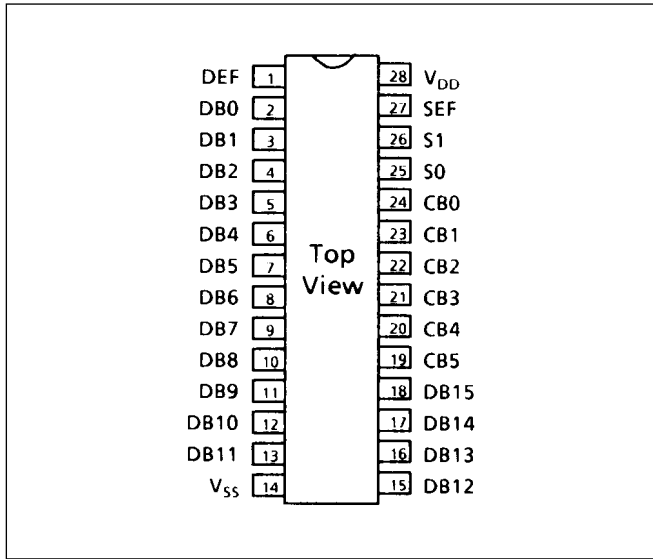 DEF 1 28 V_DD
DB0 2 27 SEF
DB1 3 26 S1
DB2 4 25 S0
DB3 5 24 CB0
DB4 6 23 CB1
DB5 7 22 CB2
DB6 8 21 CB3
DB7 9 20 CB4
DB8 10 19 CB5
DB9 11 18 DB15
DB10 12 17 DB14
DB11 13 16 DB13
V_SS 14 15 DB12
Top
View